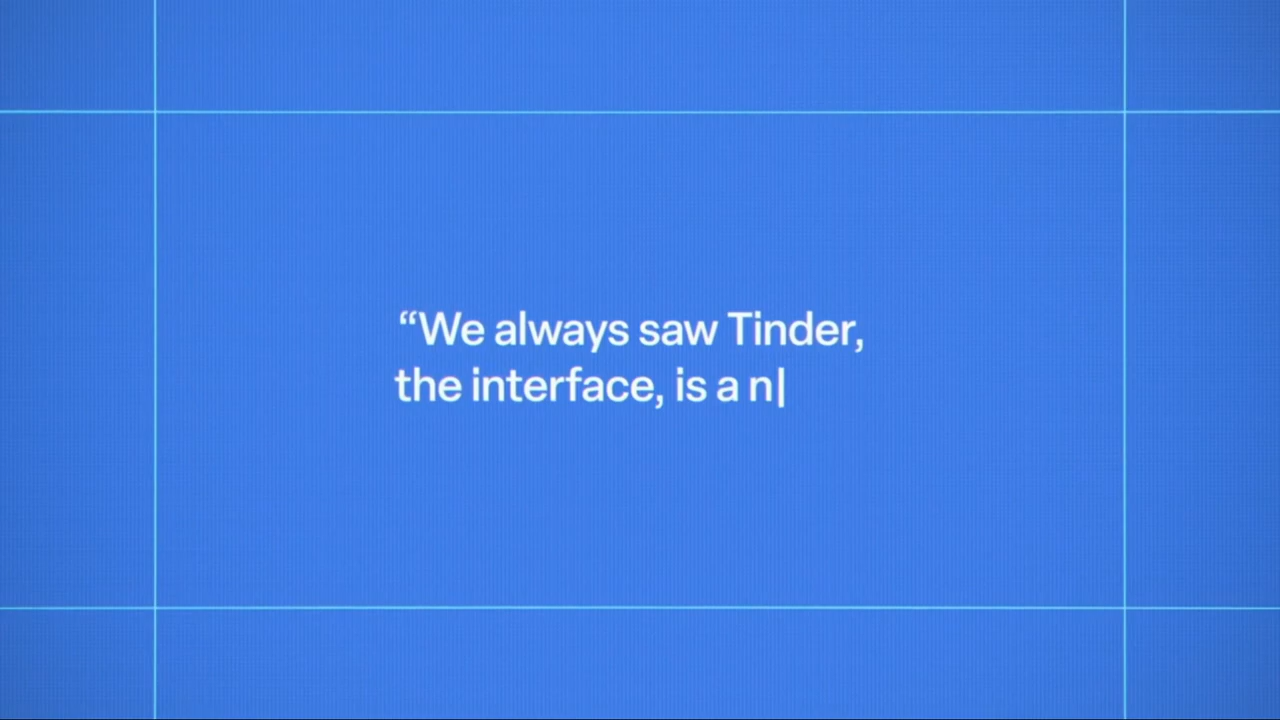 “We always saw Tinder,
the interface, is a n|